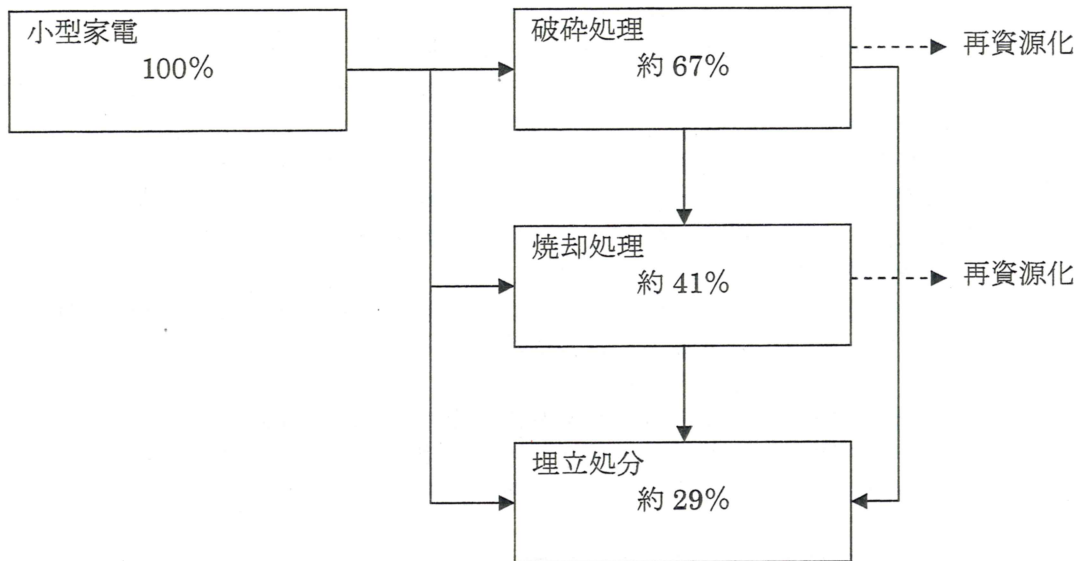 小型家電
100%
破砕処理
約 67%
再資源化
焼却処理
約 41%
再資源化
埋立処分
約 29%